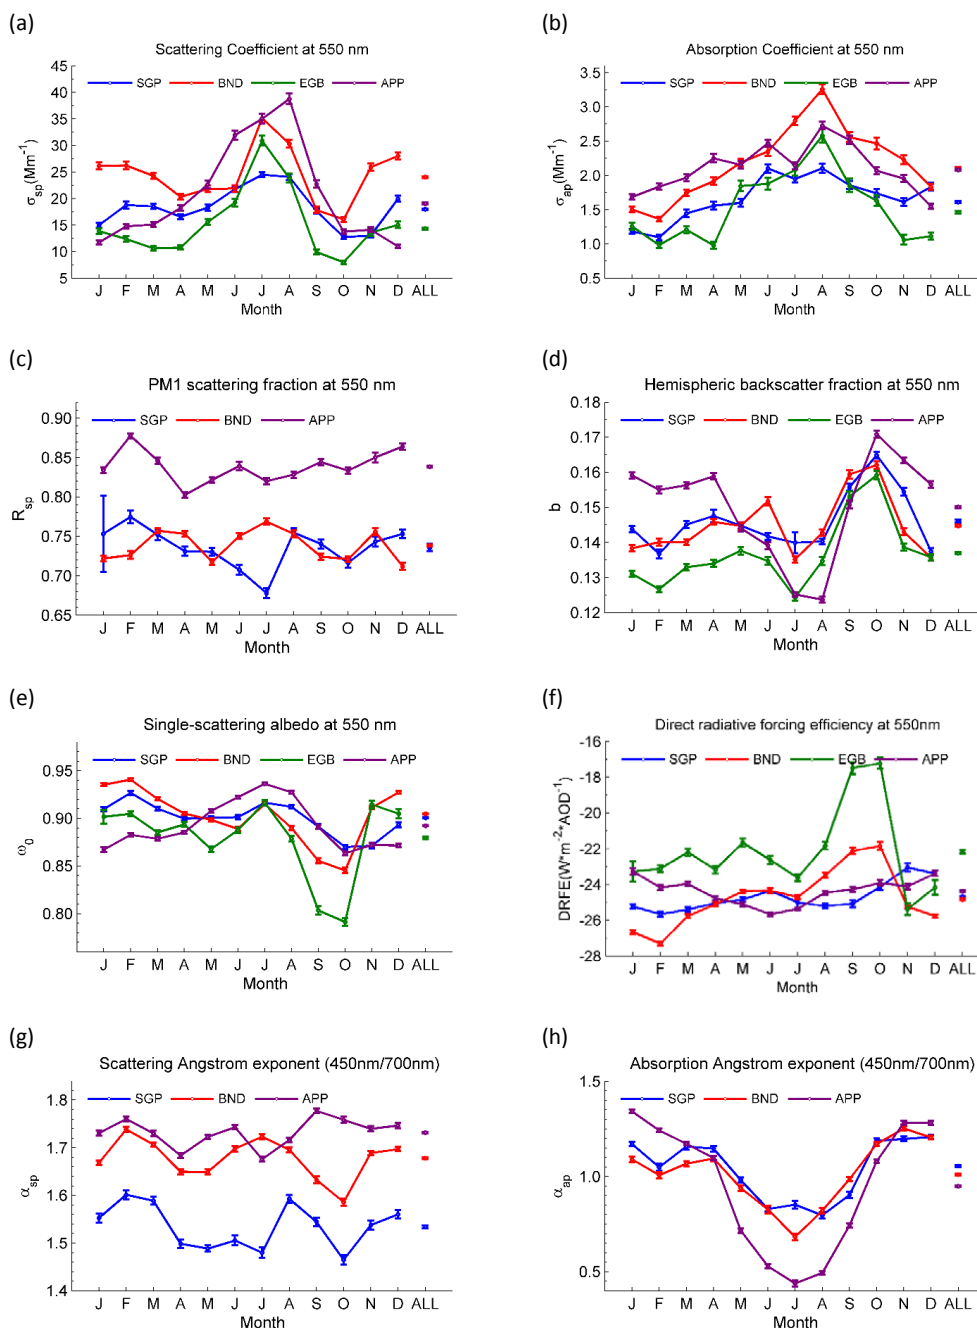 (a)
Scattering Coefficient at 550 nm
SGP BND EGB APP
σsp(Mm-1)
45
40
35
30
25
20
15
10
5
J F M A M J J A S O N D ALL
Month
(b)
Absorption Coefficient at 550 nm
SGP BND EGB APP
σap(Mm-1)
3.5
3.0
2.5
2.0
1.5
1.0
0.5
J F M A M J J A S O N D ALL
Month
(c)
PM1 scattering fraction at 550 nm
SGP BND APP
Rsp
0.90
0.85
0.80
0.75
0.70
0.65
J F M A M J J A S O N D ALL
Month
(d)
Hemispheric backscatter fraction at 550 nm
SGP BND EGB APP
b
0.18
0.17
0.16
0.15
0.14
0.13
0.12
J F M A M J J A S O N D ALL
Month
(e)
Single-scattering albedo at 550 nm
SGP BND EGB APP
ω0
0.95
0.90
0.85
0.80
J F M A M J J A S O N D ALL
Month
(f)
Direct radiative forcing efficiency at 550nm
SGP BND EGB APP
DRFE(W*m-2*AOD-1)
-16
-18
-21
-22
-24
-26
-28
J F M A M J J A S O N D ALL
Month
(g)
Scattering Angstrom exponent (450nm/700nm)
SGP BND APP
αsp
1.8
1.7
1.6
1.5
1.4
J F M A M J J A S O N D ALL
Month
(h)
Absorption Angstrom exponent (450nm/700nm)
SGP BND APP
αap
1.5
1.0
0.5
J F M A M J J A S O N D ALL
Month